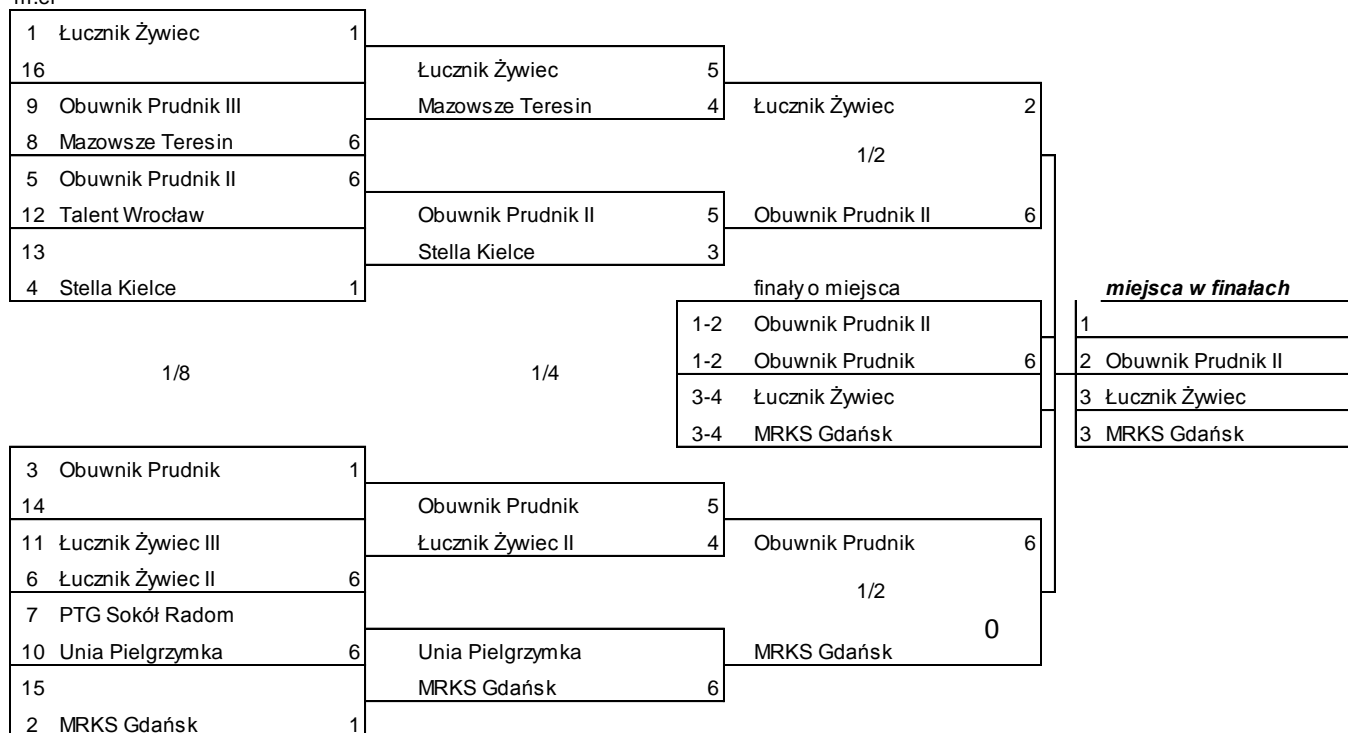 1 Łucznik Żywiec 1
16 Łucznik Żywiec 5
9 Obuwnik Prudnik III Mazowsze Teresin 4 Łucznik Żywiec 2
8 Mazowsze Teresin 6
1/2
5 Obuwnik Prudnik II 6
12 Talent Wrocław Obuwnik Prudnik II 5 Obuwnik Prudnik II 6
13 Stella Kielce 3
4 Stella Kielce 1 finały o miejsca miejsca w finałach
1-2 Obuwnik Prudnik II 1
1/8 1/4 1-2 Obuwnik Prudnik 6 2 Obuwnik Prudnik II
3-4 Łucznik Żywiec 3 Łucznik Żywiec
3-4 MRKS Gdańsk 3 MRKS Gdańsk
3 Obuwnik Prudnik 1
14 Obuwnik Prudnik 5
11 Łucznik Żywiec III Łucznik Żywiec II 4 Obuwnik Prudnik 6
6 Łucznik Żywiec II 6
1/2
7 PTG Sokół Radom
0
10 Unia Pielgrzymka 6 Unia Pielgrzymka MRKS Gdańsk
15 MRKS Gdańsk 6
2 MRKS Gdańsk 1